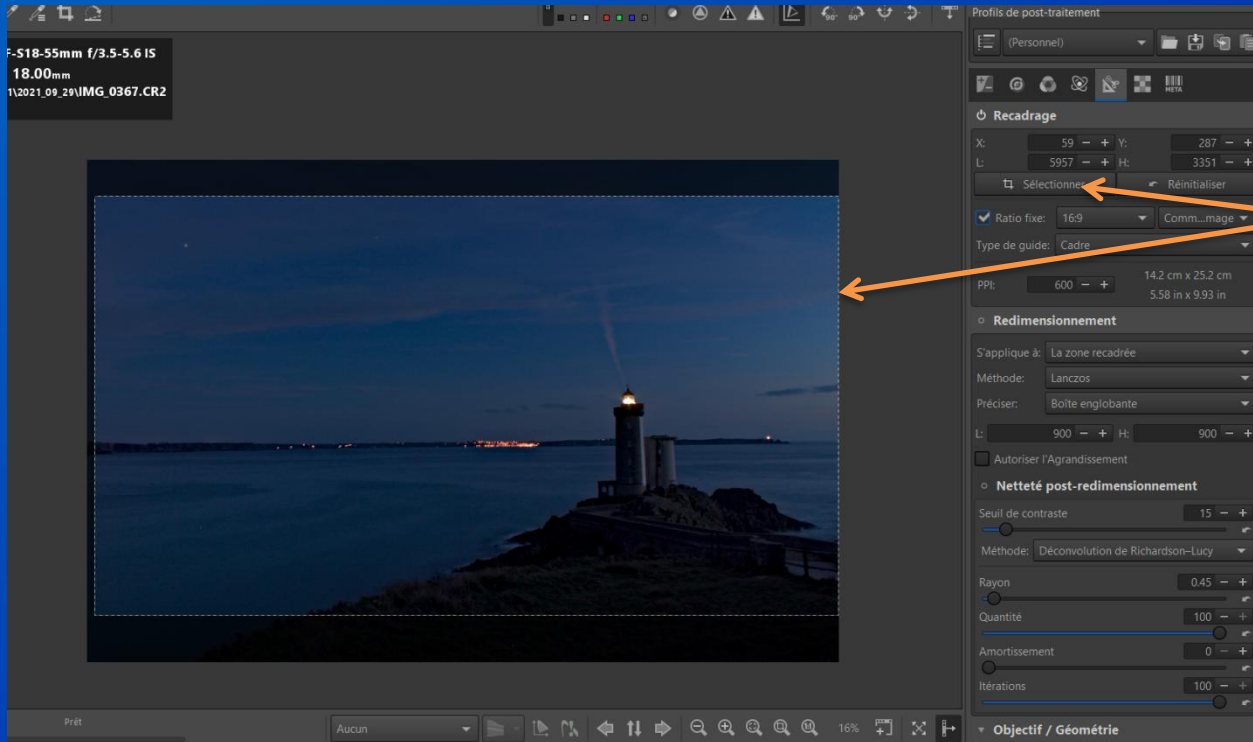 F-S18-55mm f/3.5-5.6 IS
18.00mm
1\2021_09_29\IMG_0367.CR2
Profils de post-traitement
(Personnel)
META
Recadrage
X: 59 − + Y: 287 − +
L: 5957 − + H: 3351 − +
Sélectionner Réinitialiser
Ratio fixe: 16:9 Comm...mage
Type de guide: Cadre
PPI: 600 − +
14.2 cm x 25.2 cm
5.58 in x 9.93 in
Redimensionnement
S'applique à: La zone recadrée
Méthode: Lanczos
Préciser: Boîte englobante
L: 900 − + H: 900 − +
Autoriser l'Agrandissement
Netteté post-redimensionnement
Seuil de contraste 15 − +
Méthode: Déconvolution de Richardson–Lucy
Rayon 0.45 − +
Quantité 100 − +
Amortissement 0 − +
Itérations 100 − +
Objectif / Géométrie
Prêt
Aucun
16%